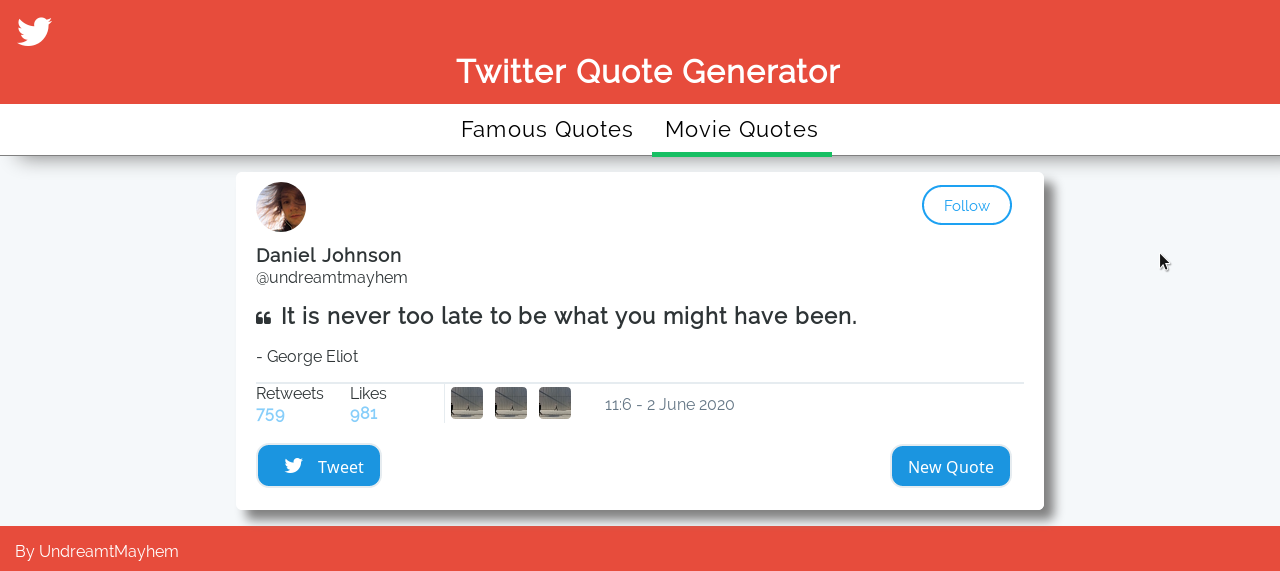 Twitter Quote Generator
Famous Quotes Movie Quotes
Follow
Daniel Johnson
@undreamtmayhem
❝ It is never too late to be what you might have been.
- George Eliot
Retweets Likes
759 981
11:6 - 2 June 2020
Tweet New Quote
By UndreamtMayhem